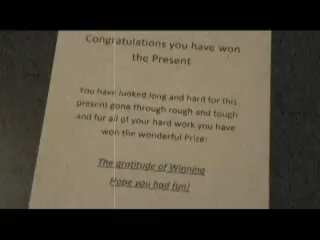 Congratulations you have won
the Present
You have looked long and hard for this
present gone through rough and tough
and for all of your hard work you have
won the wonderful Prize:
The gratitude of Winning
Hope you had fun!